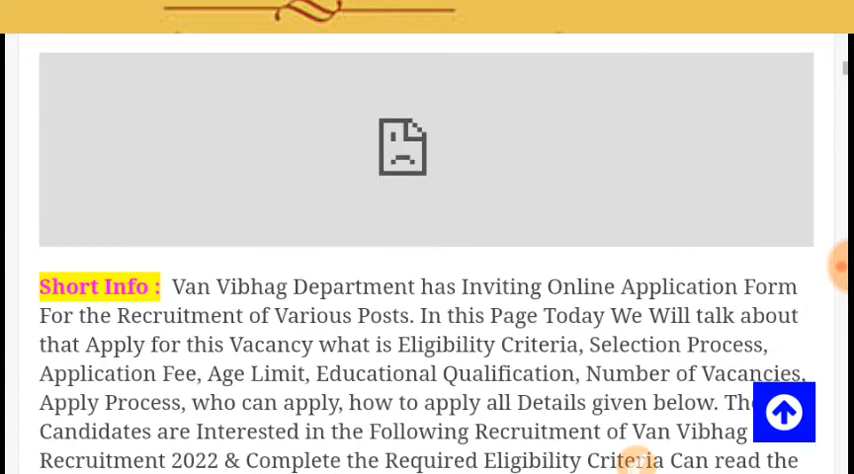 Short Info : Van Vibhag Department has Inviting Online Application Form
For the Recruitment of Various Posts. In this Page Today We Will talk about
that Apply for this Vacancy what is Eligibility Criteria, Selection Process,
Application Fee, Age Limit, Educational Qualification, Number of Vacancies,
Apply Process, who can apply, how to apply all Details given below.
Candidates are Interested in the Following Recruitment of Van Vibhag
Recruitment 2022 & Complete the Required Eligibility Criteria Can read the